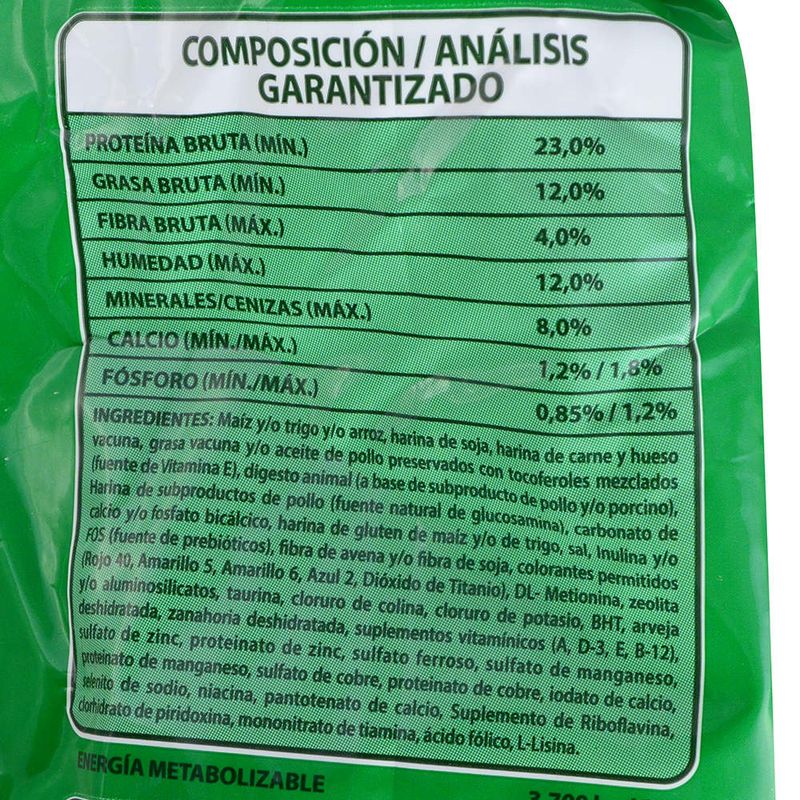 COMPOSICIÓN / ANÁLISIS
GARANTIZADO
PROTEÍNA BRUTA (MÍN.) 23,0%
GRASA BRUTA (MÍN.) 12,0%
FIBRA BRUTA (MÁX.) 4,0%
HUMEDAD (MÁX.) 12,0%
MINERALES/CENIZAS (MÁX.) 8,0%
CALCIO (MÍN./MÁX.) 1,2% / 1,8%
FÓSFORO (MÍN./MÁX.) 0,85% / 1,2%
INGREDIENTES: Maíz y/o trigo y/o arroz, harina de soja, harina de carne y hueso
vacuna, grasa vacuna y/o aceite de pollo preservados con tocoferoles mezclados
(fuente de Vitamina E), digesto animal (a base de subproducto de pollo y/o porcino),
Harina de subproductos de pollo (fuente natural de glucosamina), carbonato de
calcio y/o fosfato bicálcico, harina de gluten de maíz y/o de trigo, sal, Inulina y/o
FOS (fuente de prebióticos), fibra de avena y/o fibra de soja, colorantes permitidos
(Rojo 40, Amarillo 5, Amarillo 6, Azul 2, Dióxido de Titanio), DL- Metionina, zeolita
y/o aluminosilicatos, taurina, cloruro de colina, cloruro de potasio, BHT, arveja
deshidratada, zanahoria deshidratada, suplementos vitamínicos (A, D-3, E, B-12),
sulfato de zinc, proteinato de zinc, sulfato ferroso, sulfato de manganeso,
proteinato de manganeso, sulfato de cobre, proteinato de cobre, iodato de calcio,
selenito de sodio, niacina, pantotenato de calcio, Suplemento de Riboflavina,
clorhidrato de piridoxina, mononitrato de tiamina, ácido fólico, L-Lisina.
ENERGÍA METABOLIZABLE